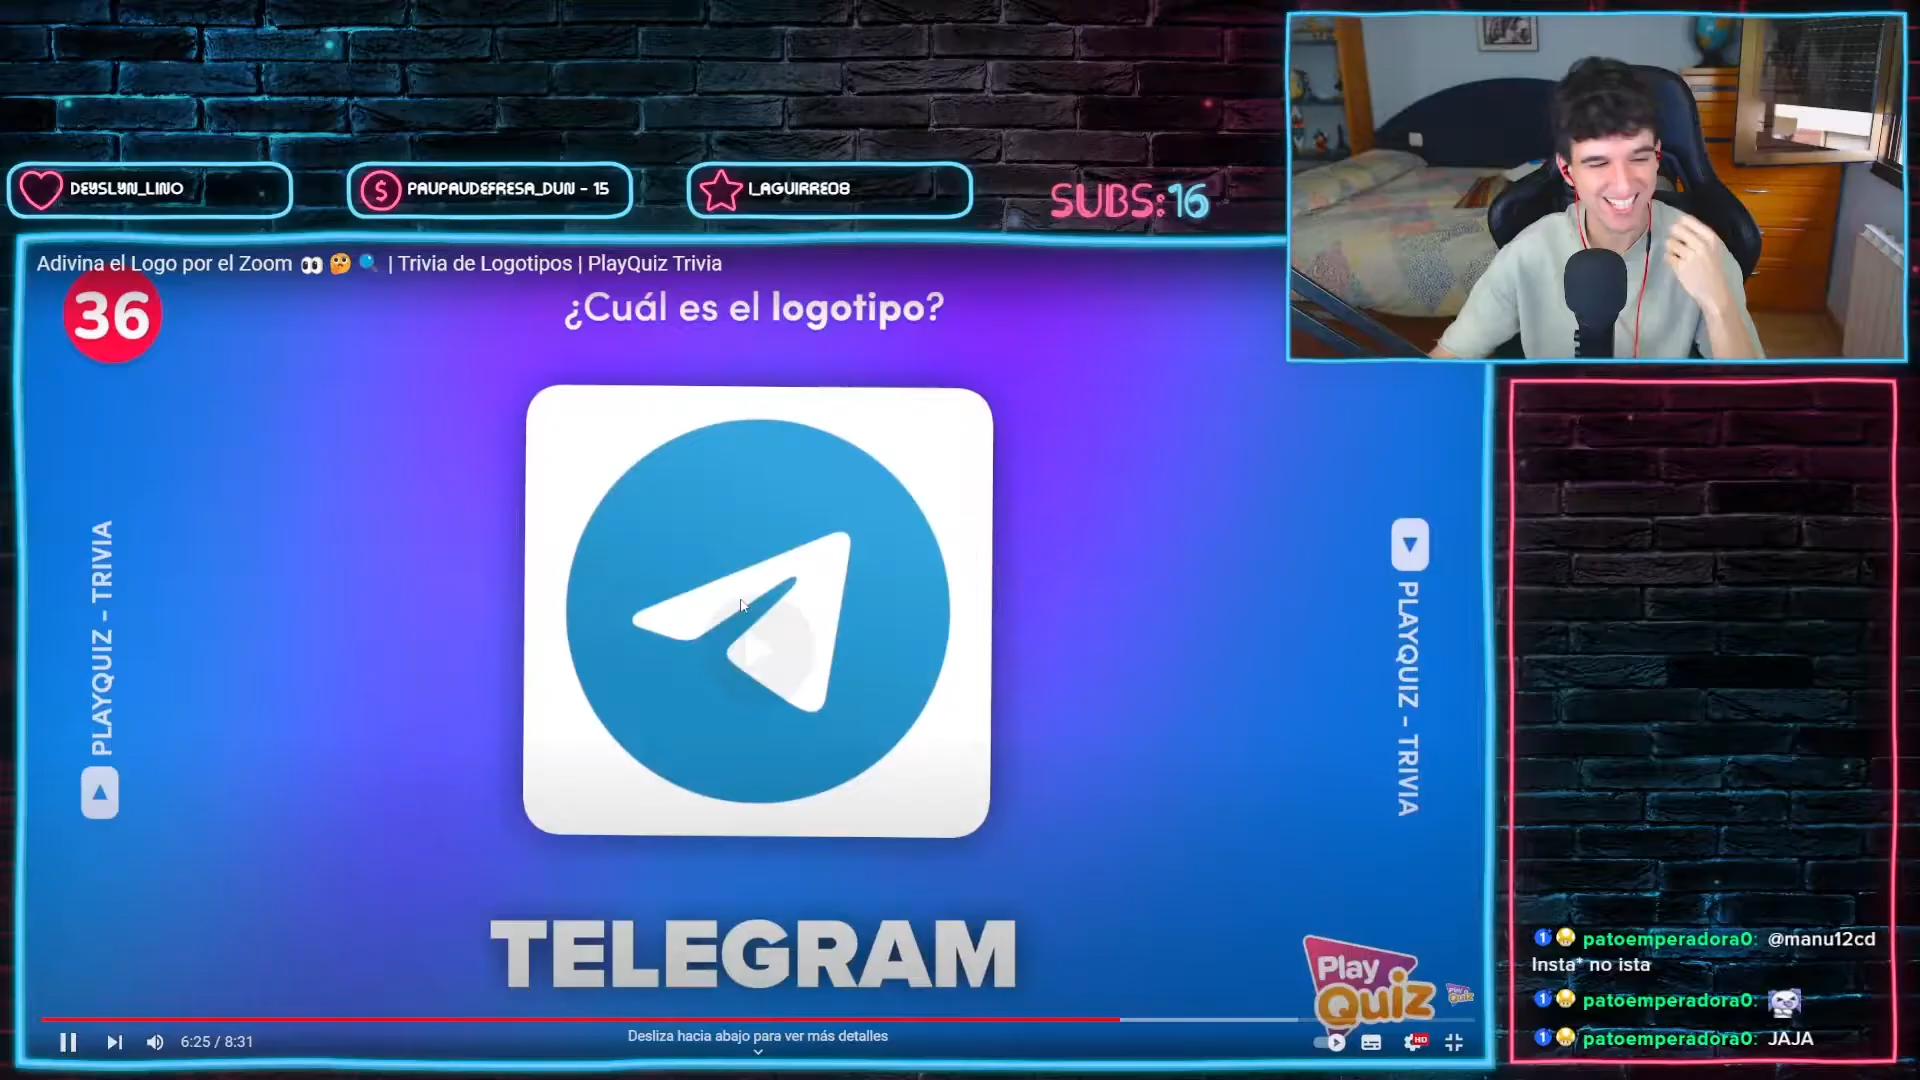 DEYSLYN_LINO
PAUPAUDEFRESA_DUN - 15
LAGUIRRE08
SUBS:16
Adivina el Logo por el Zoom 👀 🤔 🔍 | Trivia de Logotipos | PlayQuiz Trivia
36
¿Cuál es el logotipo?
PLAYQUIZ - TRIVIA
PLAYQUIZ - TRIVIA
TELEGRAM
Play
Quiz
6:25 / 8:31
Desliza hacia abajo para ver más detalles
HD
patoemperadora0: @manu12cd
Insta* no ista
patoemperadora0:
patoemperadora0: JAJA